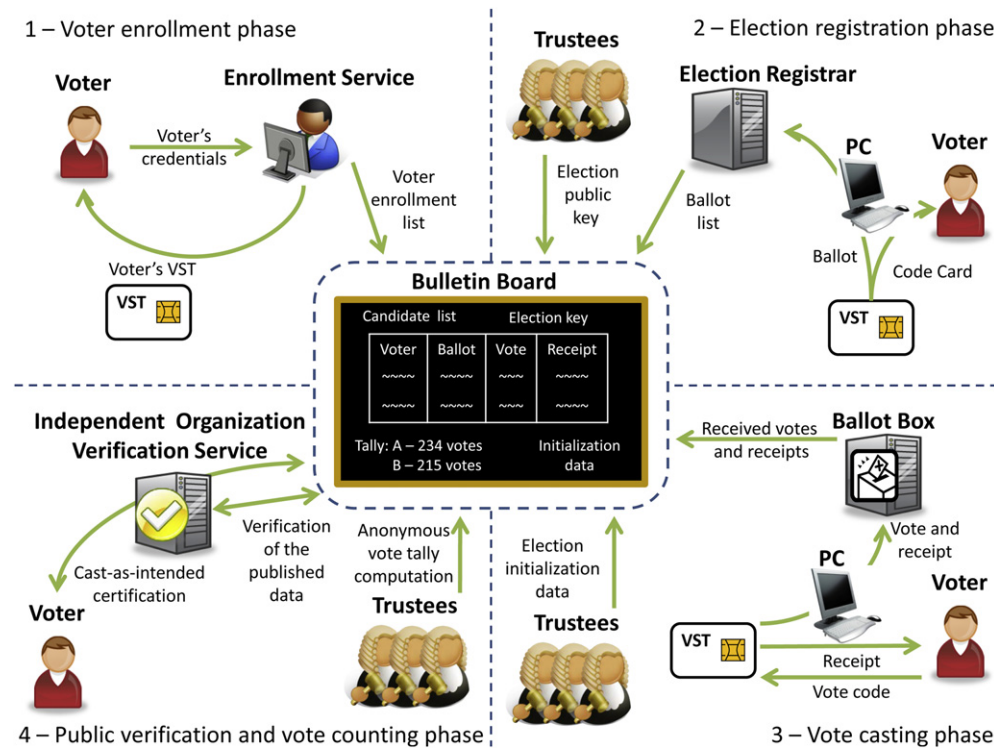 1 – Voter enrollment phase
Voter
Enrollment Service
Voter's
credentials
Voter
enrollment
list
Voter's VST
VST
2 – Election registration phase
Trustees
Election
public
key
Election Registrar
PC
Voter
Ballot
list
Ballot
Code Card
VST
Bulletin Board
Candidate list
Election key
Voter Ballot Vote Receipt
~~~~ ~~~~ ~~~ ~~~~
~~~~ ~~~~ ~~~ ~~~~
Tally: A – 234 votes
B – 215 votes
Initialization
data
Independent Organization
Verification Service
Verification
of the
published
data
Cast-as-intended
certification
Voter
Anonymous
vote tally
computation
Trustees
4 – Public verification and vote counting phase
Received votes
and receipts
Ballot Box
Election
initialization
data
Trustees
Vote and
receipt
PC
Voter
VST
Receipt
Vote code
3 – Vote casting phase